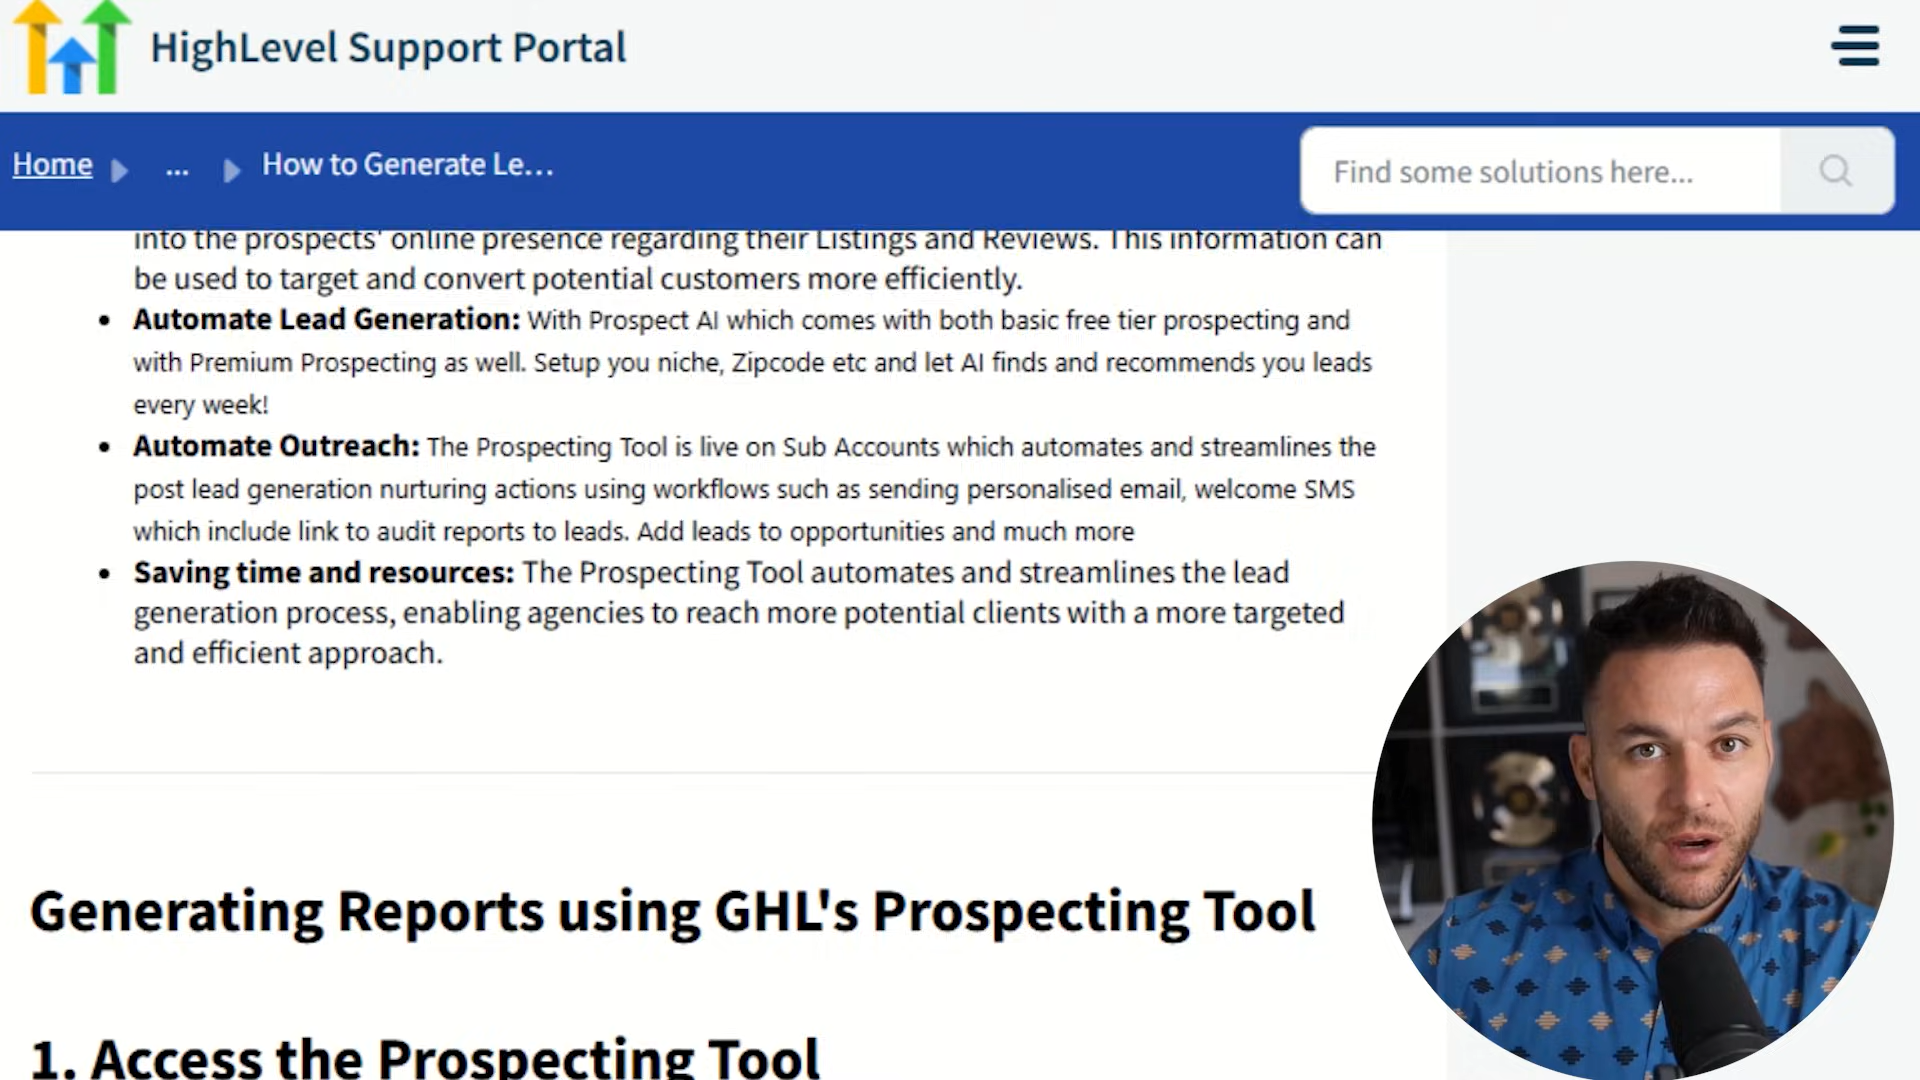 HighLevel Support Portal
Home ... How to Generate Le...
Find some solutions here...
into the prospects' online presence regarding their Listings and Reviews. This information can
be used to target and convert potential customers more efficiently.
• Automate Lead Generation: With Prospect AI which comes with both basic free tier prospecting and
with Premium Prospecting as well. Setup you niche, Zipcode etc and let AI finds and recommends you leads
every week!
• Automate Outreach: The Prospecting Tool is live on Sub Accounts which automates and streamlines the
post lead generation nurturing actions using workflows such as sending personalised email, welcome SMS
which include link to audit reports to leads. Add leads to opportunities and much more
• Saving time and resources: The Prospecting Tool automates and streamlines the lead
generation process, enabling agencies to reach more potential clients with a more targeted
and efficient approach.
Generating Reports using GHL's Prospecting Tool
1. Access the Prospecting Tool